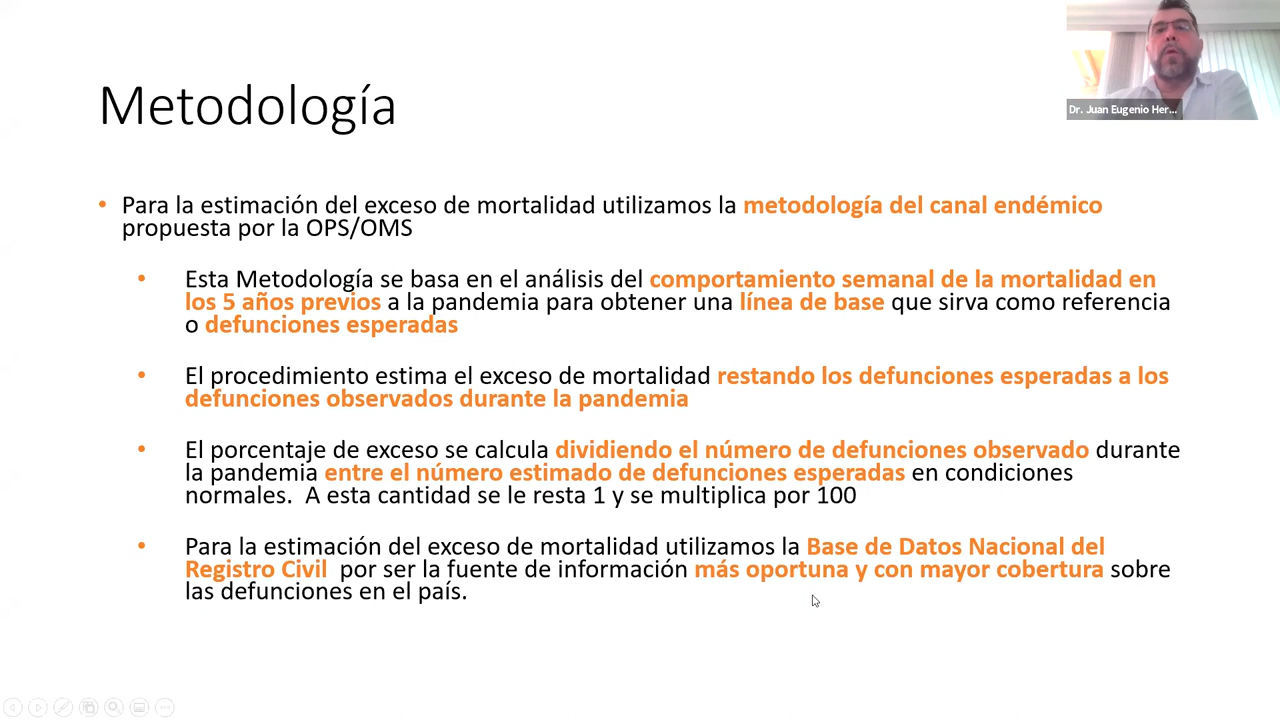 Dr. Juan Eugenio Her...
Metodología
• Para la estimación del exceso de mortalidad utilizamos la metodología del canal endémico
propuesta por la OPS/OMS
• Esta Metodología se basa en el análisis del comportamiento semanal de la mortalidad en
los 5 años previos a la pandemia para obtener una línea de base que sirva como referencia
o defunciones esperadas
• El procedimiento estima el exceso de mortalidad restando los defunciones esperadas a los
defunciones observados durante la pandemia
• El porcentaje de exceso se calcula dividiendo el número de defunciones observado durante
la pandemia entre el número estimado de defunciones esperadas en condiciones
normales. A esta cantidad se le resta 1 y se multiplica por 100
• Para la estimación del exceso de mortalidad utilizamos la Base de Datos Nacional del
Registro Civil por ser la fuente de información más oportuna y con mayor cobertura sobre
las defunciones en el país.